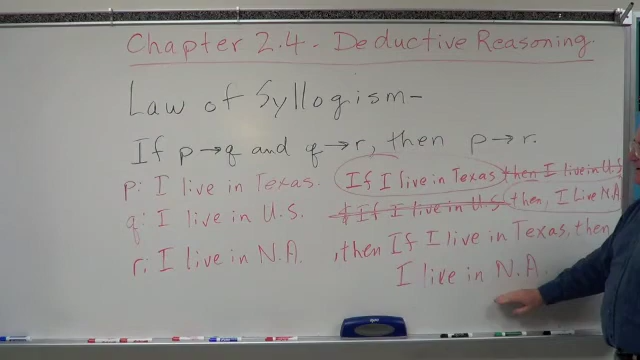 Chapter 2.4. Deductive Reasoning.
Law of Syllogism-
If p→q and q→r, then p→r.
p: I live in Texas. If I live in Texas then I live in U.S
q: I live in U.S. If I live in U.S then, I Live N.A
r: I live in N.A. , then If I live in Texas, then
I live in N.A.